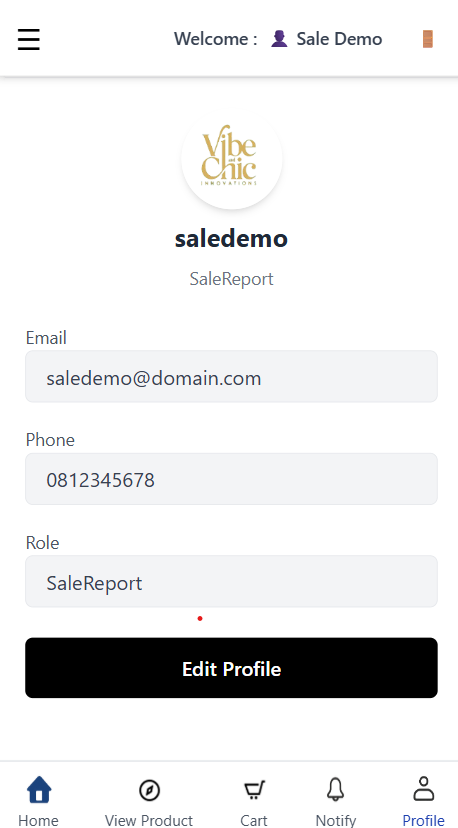 Welcome : Sale Demo
Vibe
and
Chic
INNOVATIONS
saledemo
SaleReport
Email
saledemo@domain.com
Phone
0812345678
Role
SaleReport
Edit Profile
Home View Product Cart Notify Profile